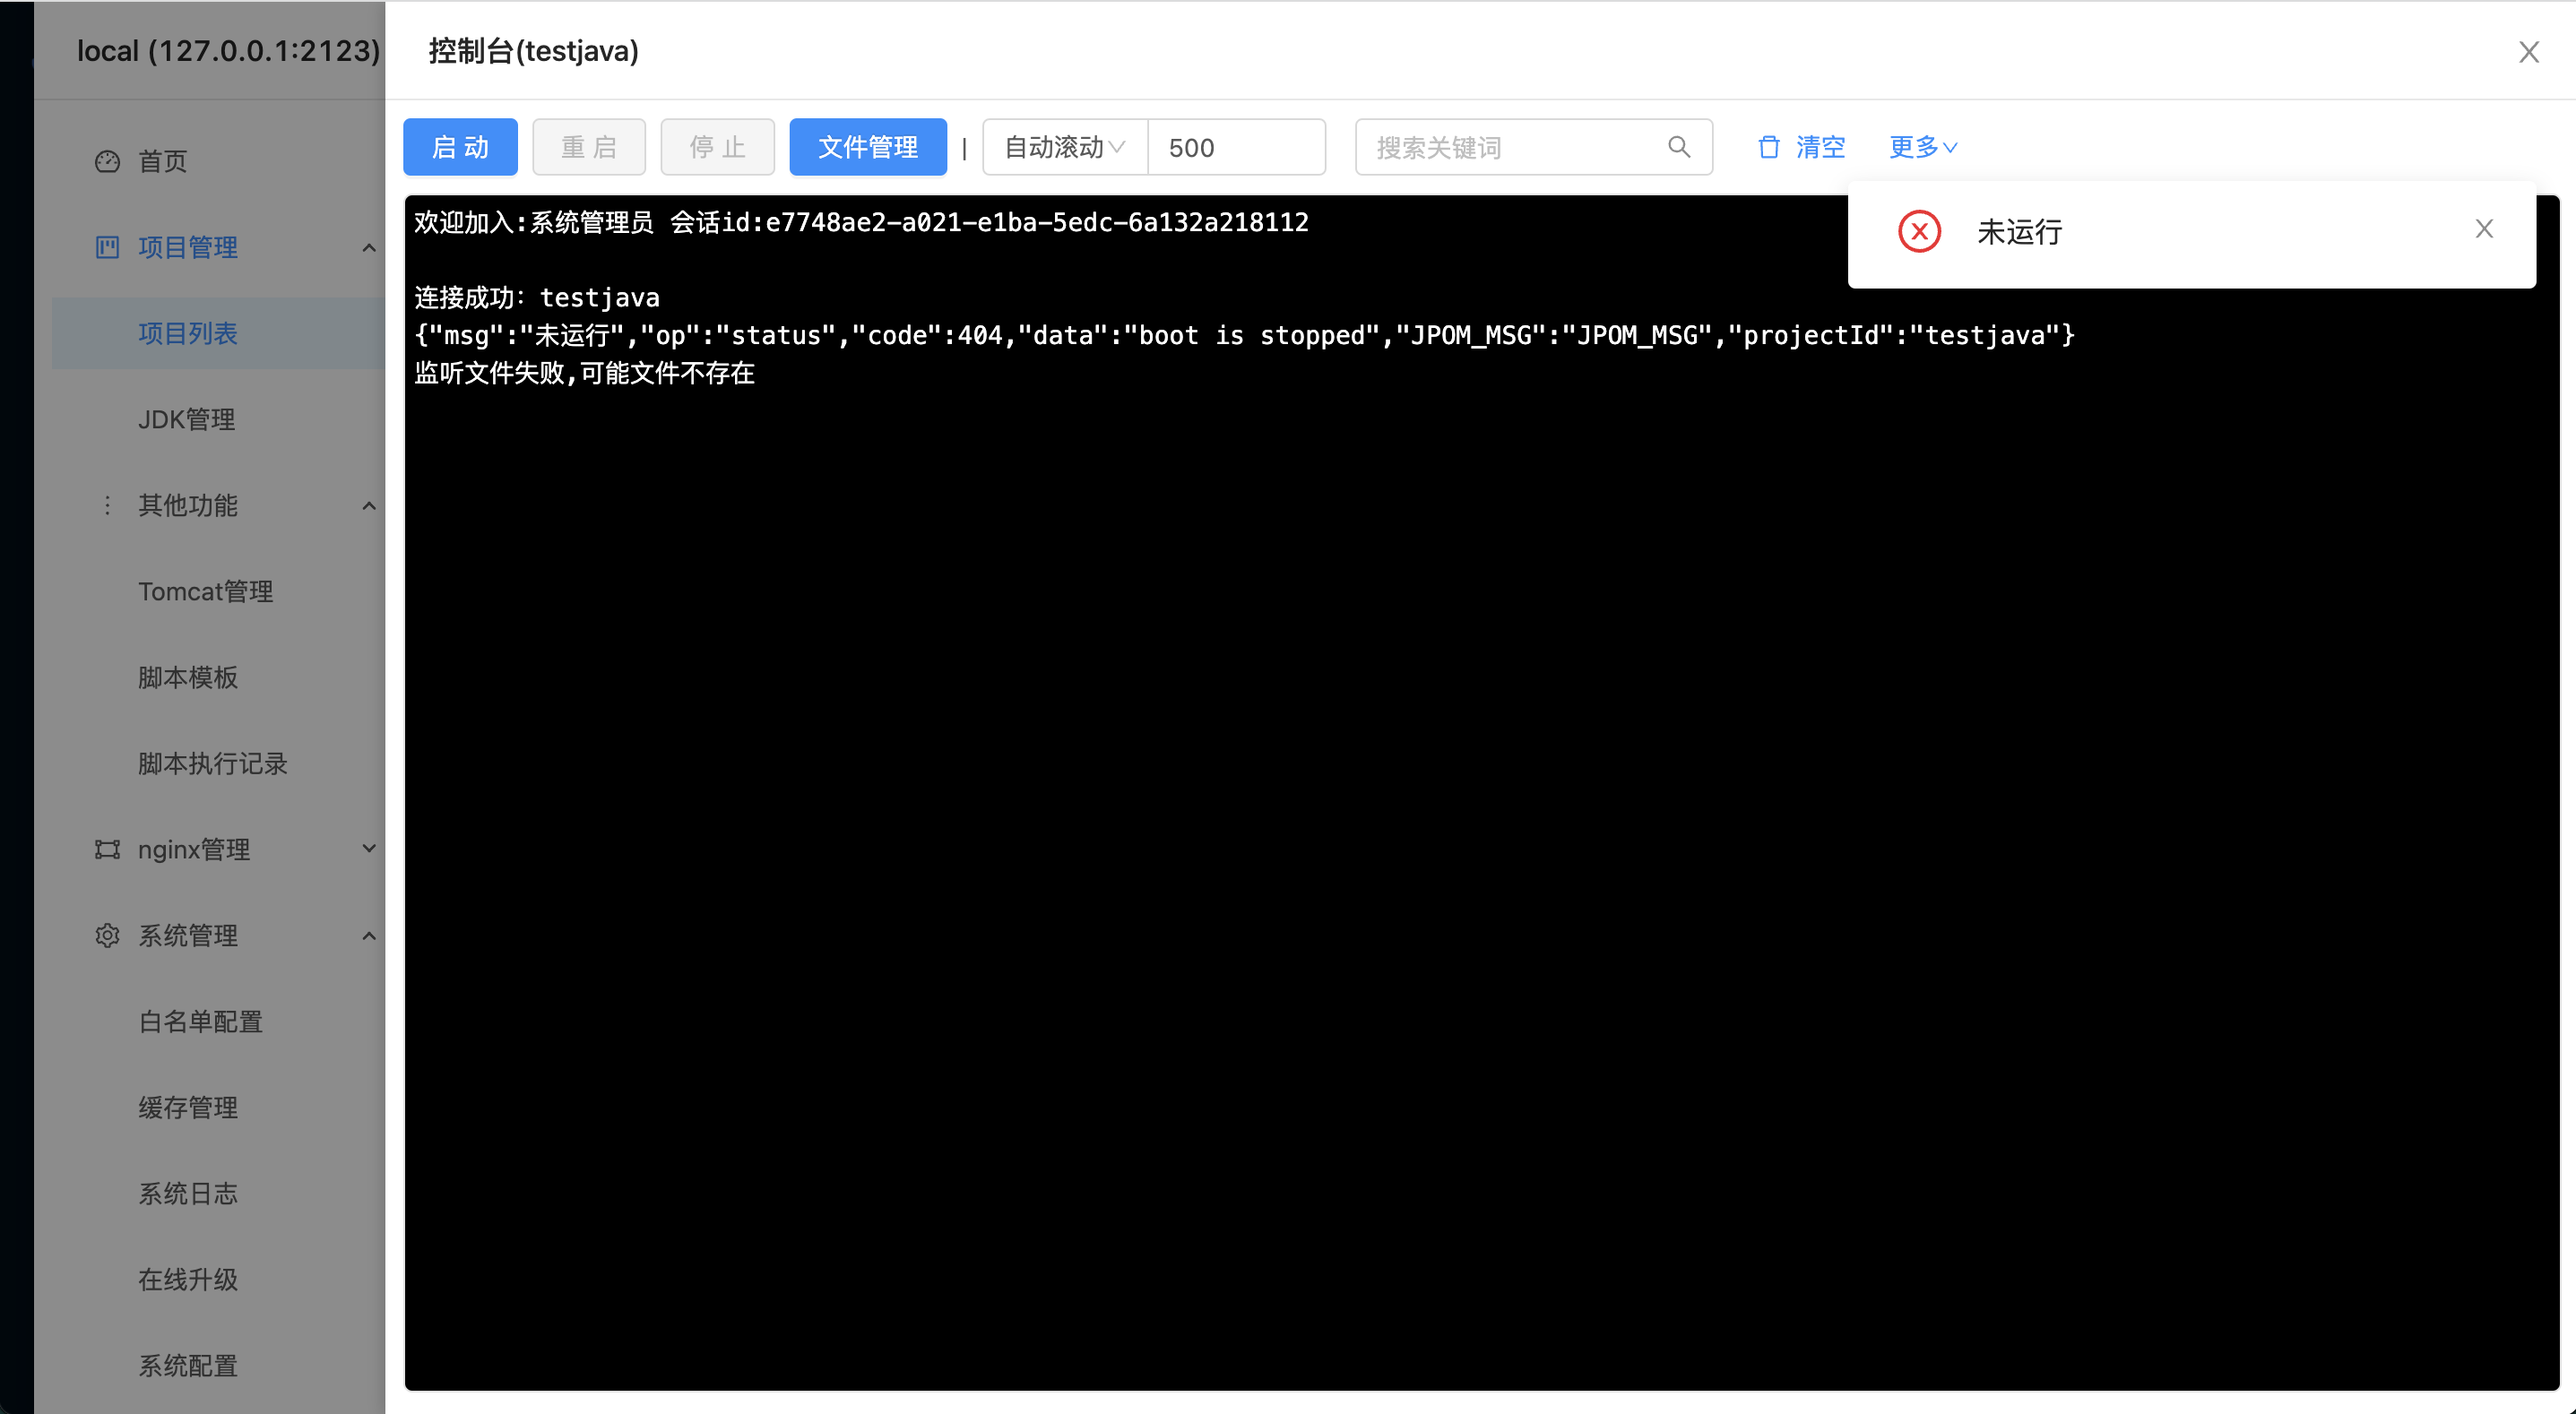 local (127.0.0.1:2123)
首页
项目管理
项目列表
JDK管理
其他功能
Tomcat管理
脚本模板
脚本执行记录
nginx管理
系统管理
白名单配置
缓存管理
系统日志
在线升级
系统配置
控制台(testjava)
启 动 重 启 停 止 文件管理 | 自动滚动 500 搜索关键词 清空 更多
未运行
欢迎加入:系统管理员 会话id:e7748ae2-a021-e1ba-5edc-6a132a218112
连接成功：testjava
{"msg":"未运行","op":"status","code":404,"data":"boot is stopped","JPOM_MSG":"JPOM_MSG","projectId":"testjava"}
监听文件失败,可能文件不存在